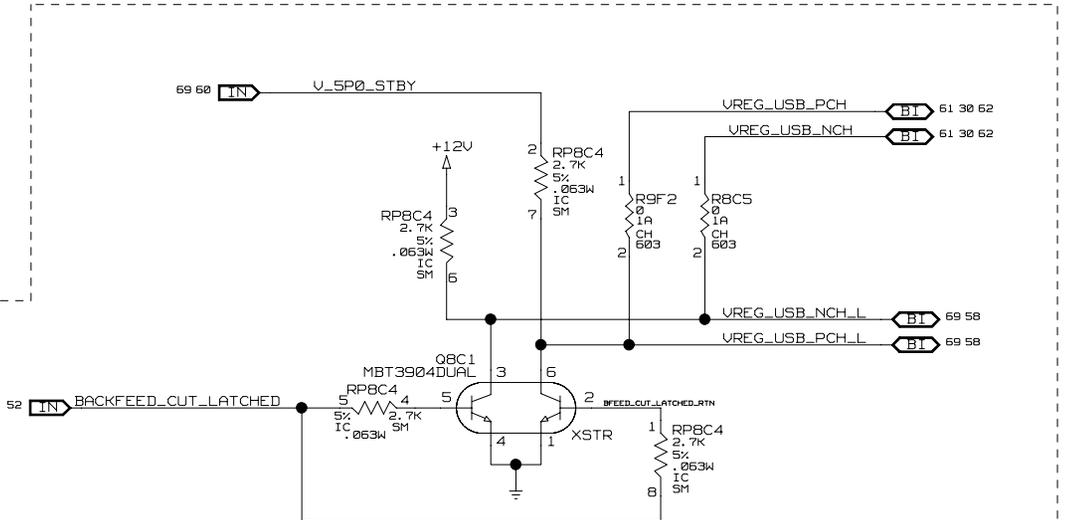 69 60
IN
V_5P0_STBY
VREG_USB_PCH
BI
61 30 62
VREG_USB_NCH
BI
61 30 62
+12V
2
RP8C4
2.7K
5%
.063W
IC
SM
7
1
R9F2
0
1A
CH
603
2
1
R8C5
0
1A
CH
603
2
3
RP8C4
2.7K
5%
.063W
IC
SM
6
VREG_USB_NCH_L
BI
69 58
VREG_USB_PCH_L
BI
69 58
Q8C1
MBT3904DUAL
3
6
52
IN
BACKFEED_CUT_LATCHED
RP8C4
5
4
5%
IC
.063W
2.7K
SM
5
2
BFEED_CUT_LATCHED_RTN
4
1
XSTR
1
RP8C4
2.7K
5%
.063W
IC
SM
8